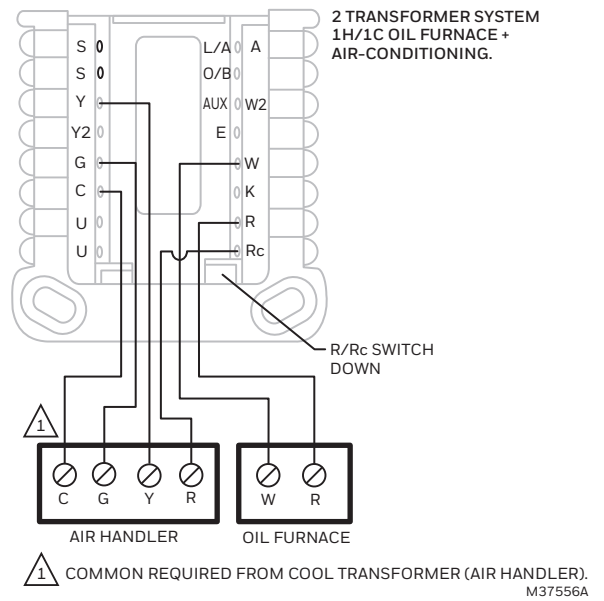 2 TRANSFORMER SYSTEM
1H/1C OIL FURNACE +
AIR-CONDITIONING.
S L/A A
S O/B
Y AUX W2
Y2 E
G W
C K
U R
U Rc
R/Rc SWITCH
DOWN
1
C G Y R W R
AIR HANDLER OIL FURNACE
1 COMMON REQUIRED FROM COOL TRANSFORMER (AIR HANDLER).
M37556A